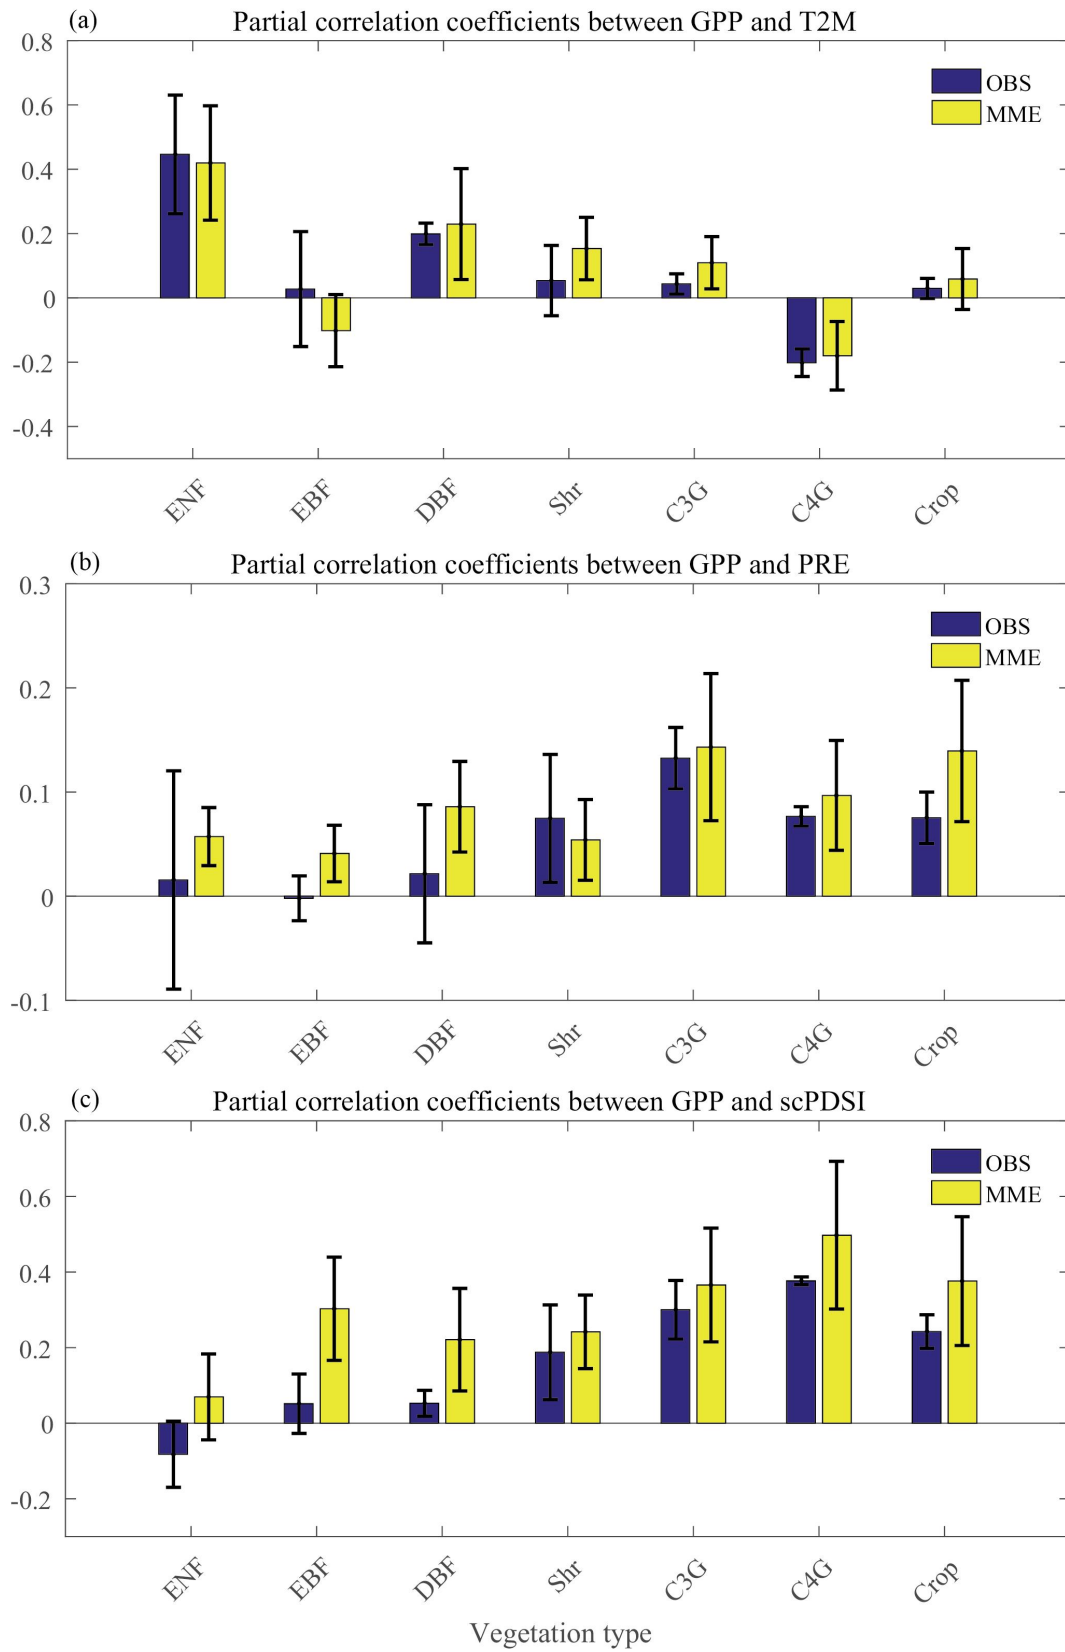 (a) Partial correlation coefficients between GPP and T2M
0.8
0.6
0.4
0.2
0
-0.2
-0.4
OBS
MME
ENF EBF DBF Shr C3G C4G Crop
(b) Partial correlation coefficients between GPP and PRE
0.3
0.2
0.1
0
-0.1
OBS
MME
ENF EBF DBF Shr C3G C4G Crop
(c) Partial correlation coefficients between GPP and scPDSI
0.8
0.6
0.4
0.2
0
-0.2
OBS
MME
ENF EBF DBF Shr C3G C4G Crop
Vegetation type